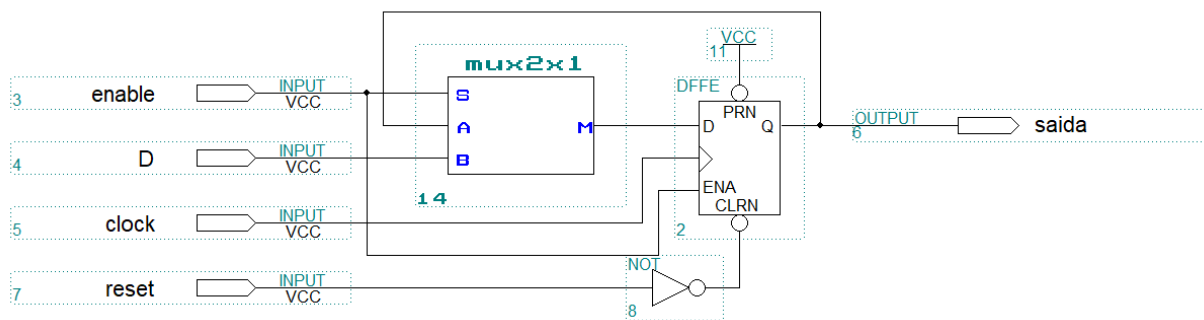 mux2x1
VCC
11
DFFE
3
enable
INPUT
VCC
S
A
B
M
14
PRN
D
Q
ENA
CLRN
2
OUTPUT
6
saida
4
D
INPUT
VCC
5
clock
INPUT
VCC
7
reset
INPUT
VCC
NOT
8